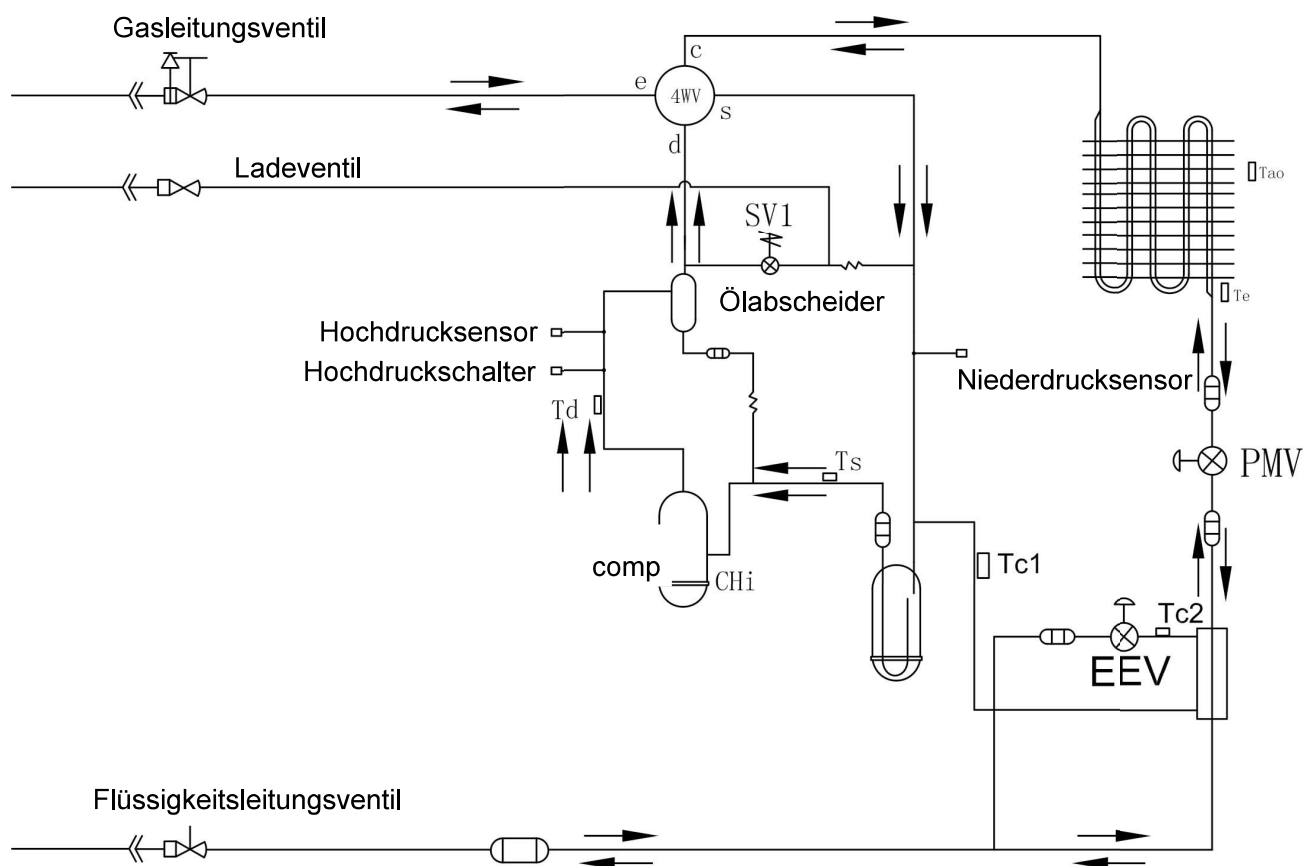 Gasleitungsventil
c
e
4WV
s
d
Ladeventil
Tao
SV1
Ölabscheider
Te
Hochdrucksensor
Hochdruckschalter
Niederdrucksensor
Td
Ts
PMV
comp
CHi
Tc1
Tc2
EEV
Flüssigkeitsleitungsventil